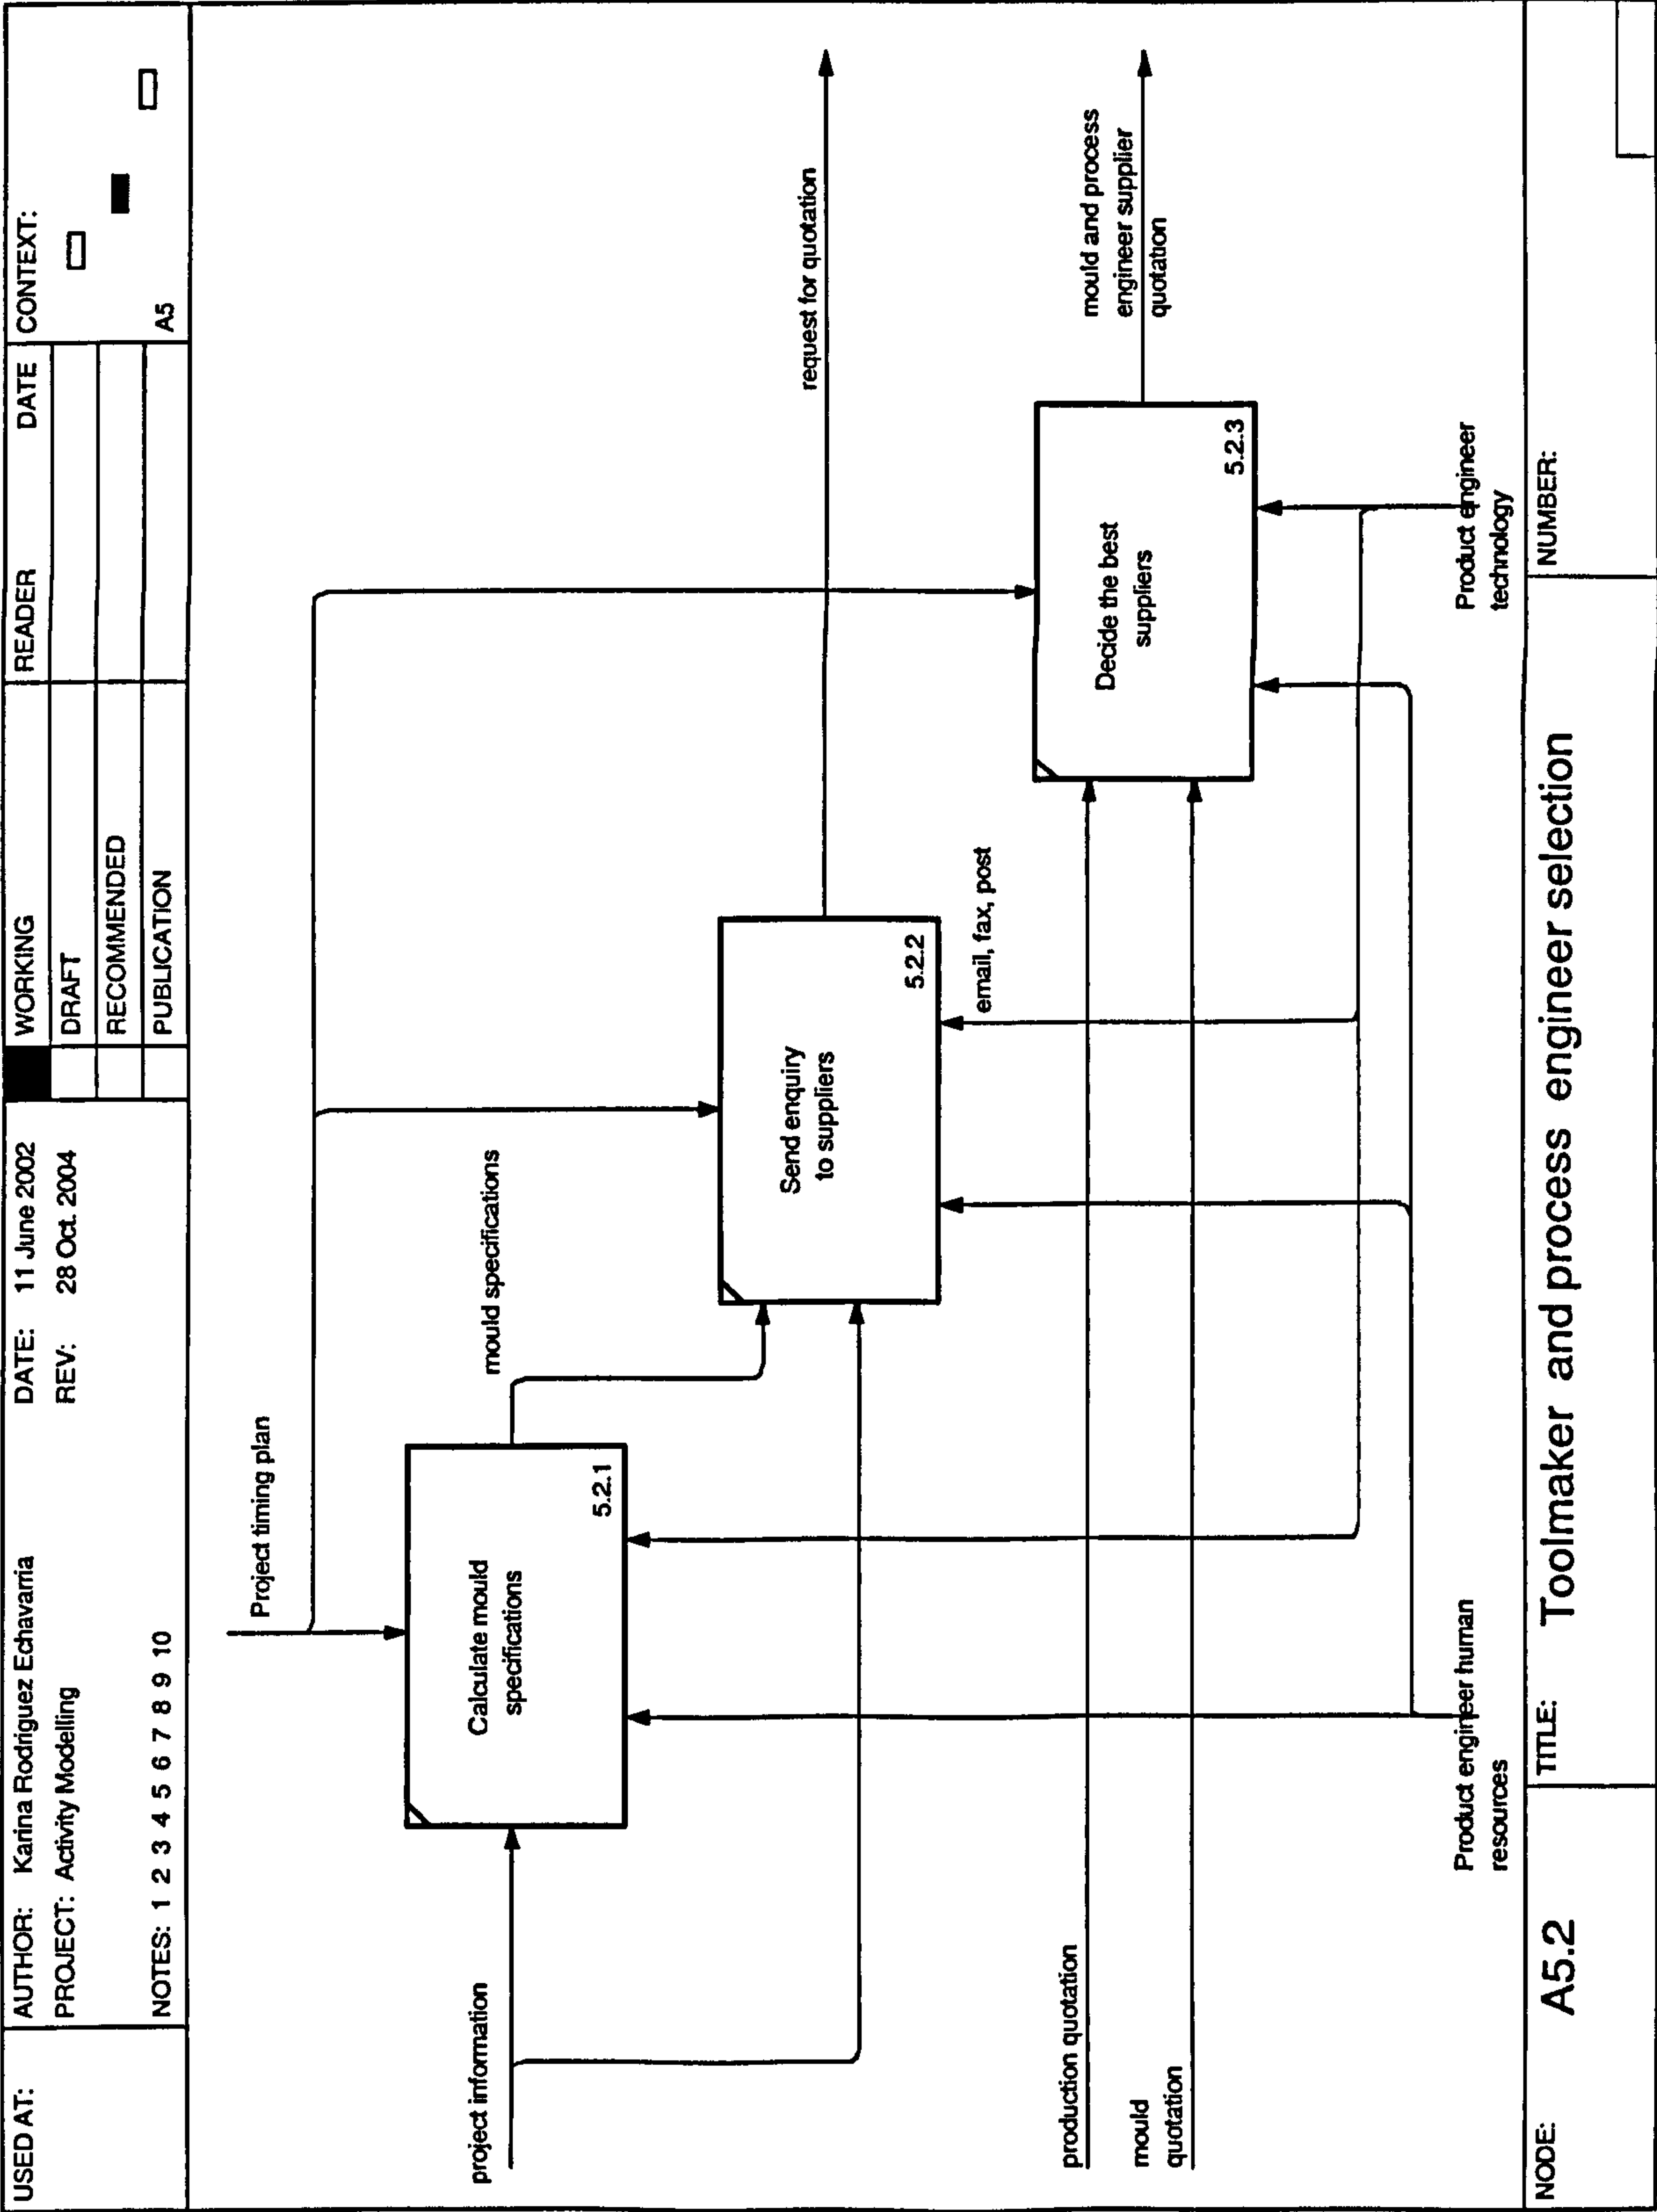 USED AT:
AUTHOR: Karina Rodriguez Echavarria
DATE: 11 June 2002
WORKING
READER
DATE
CONTEXT:
PROJECT: Activity Modelling
REV: 28 Oct. 2004
DRAFT
RECOMMENDED
NOTES: 1 2 3 4 5 6 7 8 9 10
PUBLICATION
A5
Project timing plan
project information
Calculate mould
specifications
5.2.1
mould specifications
Send enquiry
to suppliers
5.2.2
request for quotation
email, fax, post
production quotation
mould
quotation
Decide the best
suppliers
5.2.3
mould and process
engineer supplier
quotation
Product engineer human
resources
Product engineer
technology
NODE:
A5.2
TITLE:
Toolmaker and process engineer selection
NUMBER: